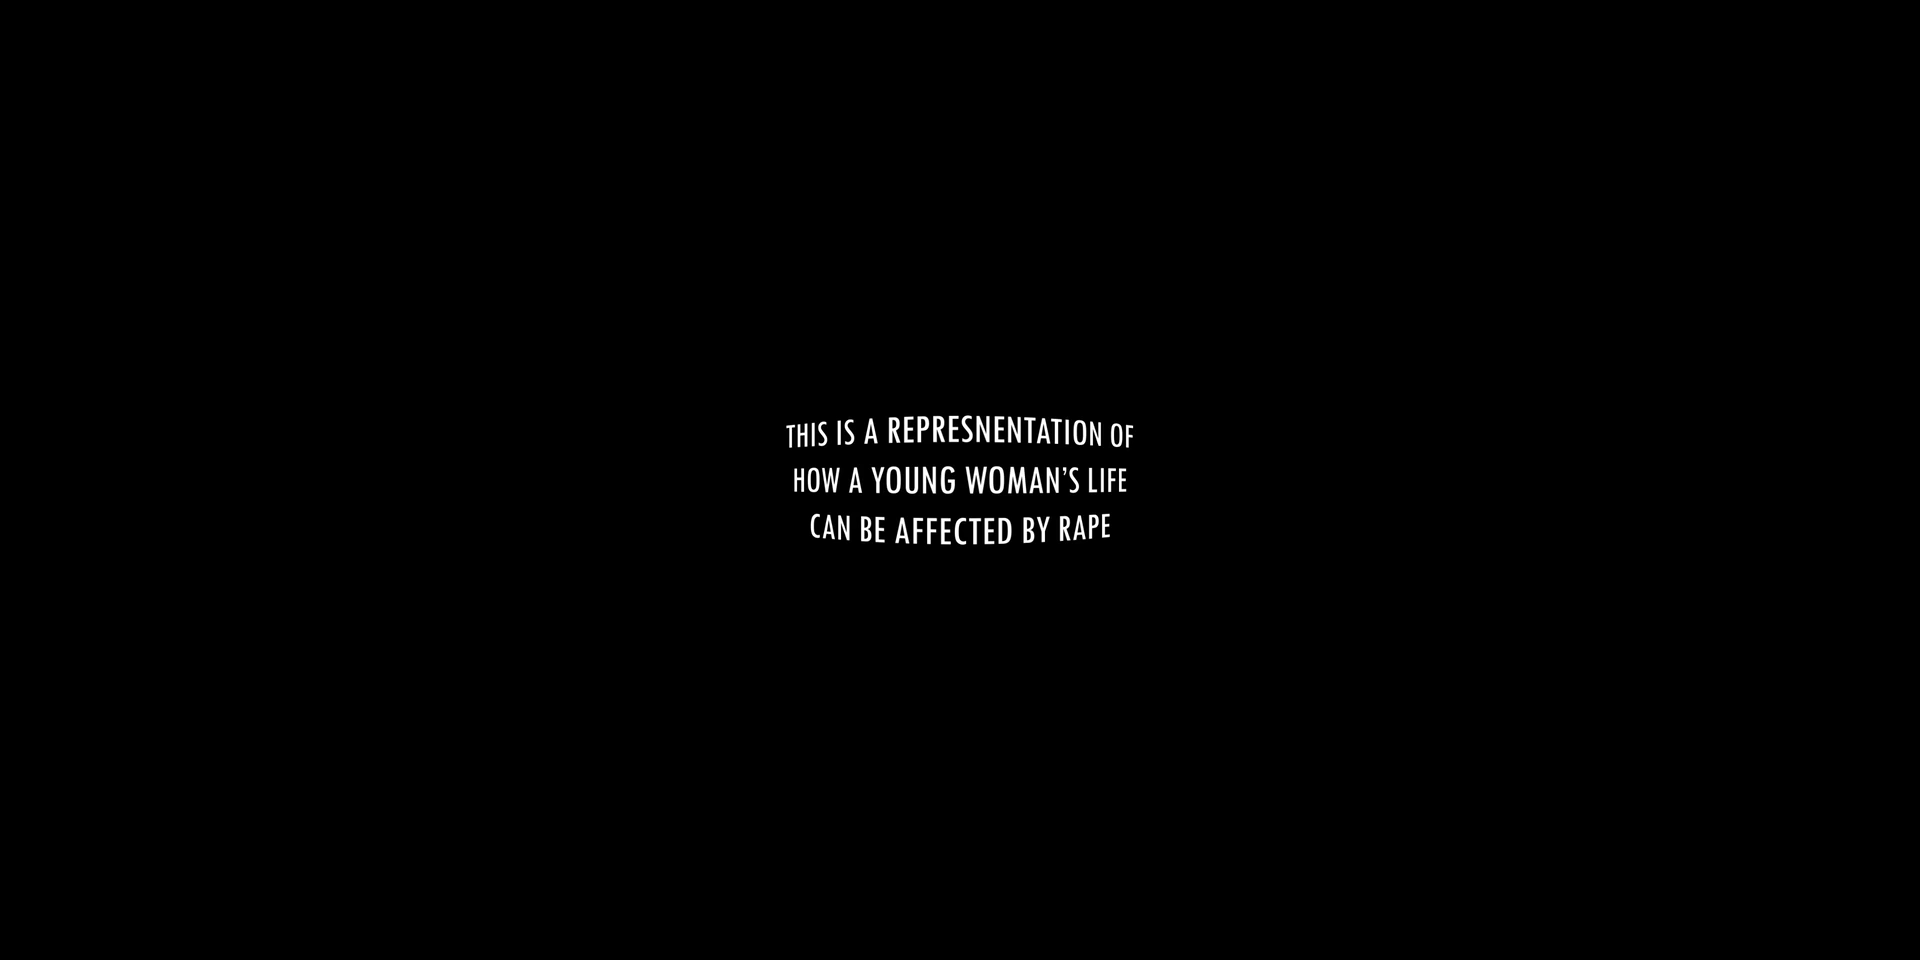 THIS IS A REPRESNENTATION OF
HOW A YOUNG WOMAN'S LIFE
CAN BE AFFECTED BY RAPE